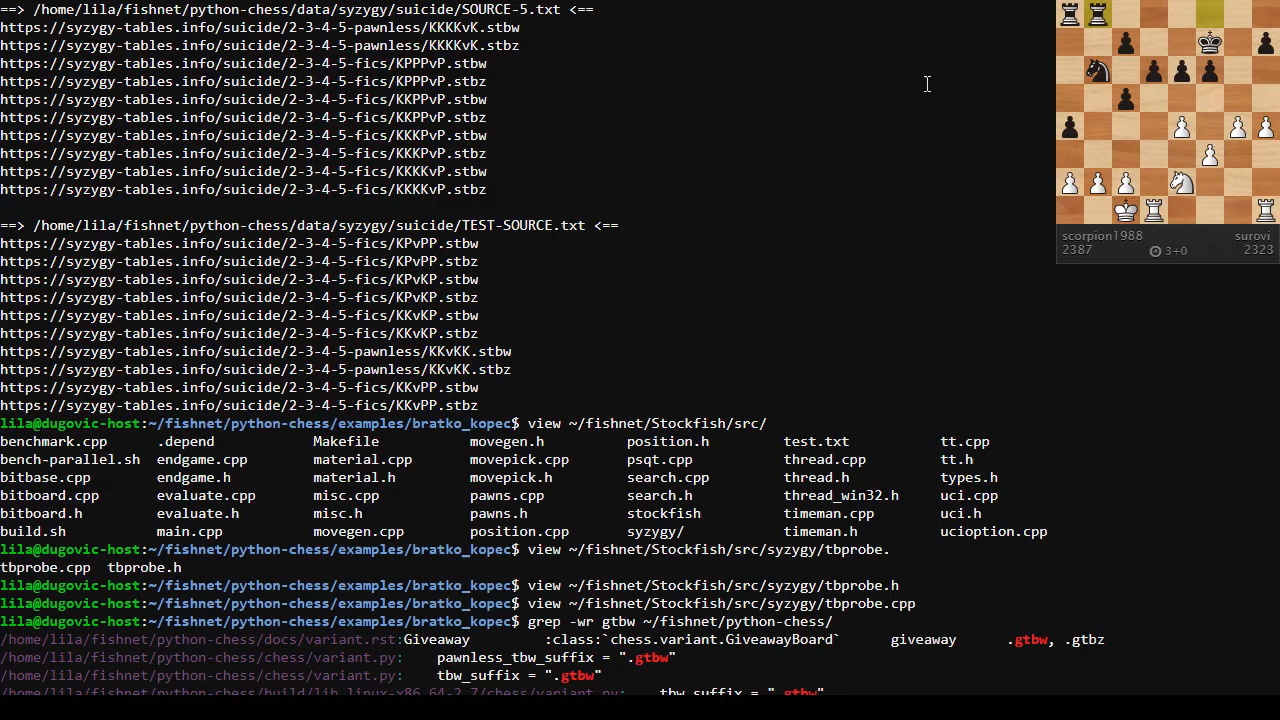 ==> /home/lila/fishnet/python-chess/data/syzygy/suicide/SOURCE-5.txt <==
https://syzygy-tables.info/suicide/2-3-4-5-pawnless/KKKKvK.stbw
https://syzygy-tables.info/suicide/2-3-4-5-pawnless/KKKKvK.stbz
https://syzygy-tables.info/suicide/2-3-4-5-fics/KPPPvP.stbw
https://syzygy-tables.info/suicide/2-3-4-5-fics/KPPPvP.stbz
https://syzygy-tables.info/suicide/2-3-4-5-fics/KKPPvP.stbw
https://syzygy-tables.info/suicide/2-3-4-5-fics/KKPPvP.stbz
https://syzygy-tables.info/suicide/2-3-4-5-fics/KKKPvP.stbw
https://syzygy-tables.info/suicide/2-3-4-5-fics/KKKPvP.stbz
https://syzygy-tables.info/suicide/2-3-4-5-fics/KKKKvP.stbw
https://syzygy-tables.info/suicide/2-3-4-5-fics/KKKKvP.stbz
==> /home/lila/fishnet/python-chess/data/syzygy/suicide/TEST-SOURCE.txt <==
https://syzygy-tables.info/suicide/2-3-4-5-fics/KPvPP.stbw
https://syzygy-tables.info/suicide/2-3-4-5-fics/KPvPP.stbz
https://syzygy-tables.info/suicide/2-3-4-5-fics/KPvKP.stbw
https://syzygy-tables.info/suicide/2-3-4-5-fics/KPvKP.stbz
https://syzygy-tables.info/suicide/2-3-4-5-fics/KKvKP.stbw
https://syzygy-tables.info/suicide/2-3-4-5-fics/KKvKP.stbz
https://syzygy-tables.info/suicide/2-3-4-5-pawnless/KKvKK.stbw
https://syzygy-tables.info/suicide/2-3-4-5-pawnless/KKvKK.stbz
https://syzygy-tables.info/suicide/2-3-4-5-fics/KKvPP.stbw
https://syzygy-tables.info/suicide/2-3-4-5-fics/KKvPP.stbz
lila@dugovic-host:~/fishnet/python-chess/examples/bratko_kopec$ view ~/fishnet/Stockfish/src/
benchmark.cpp .depend Makefile movegen.h position.h test.txt tt.cpp
bench-parallel.sh endgame.cpp material.cpp movepick.cpp psqt.cpp thread.cpp tt.h
bitbase.cpp endgame.h material.h movepick.h search.cpp thread.h types.h
bitboard.cpp evaluate.cpp misc.cpp pawns.cpp search.h thread_win32.h uci.cpp
bitboard.h evaluate.h misc.h pawns.h stockfish timeman.cpp uci.h
build.sh main.cpp movegen.cpp position.cpp syzygy/ timeman.h ucioption.cpp
lila@dugovic-host:~/fishnet/python-chess/examples/bratko_kopec$ view ~/fishnet/Stockfish/src/syzygy/tbprobe.
tbprobe.cpp tbprobe.h
lila@dugovic-host:~/fishnet/python-chess/examples/bratko_kopec$ view ~/fishnet/Stockfish/src/syzygy/tbprobe.h
lila@dugovic-host:~/fishnet/python-chess/examples/bratko_kopec$ view ~/fishnet/Stockfish/src/syzygy/tbprobe.cpp
lila@dugovic-host:~/fishnet/python-chess/examples/bratko_kopec$ grep -wr gtbw ~/fishnet/python-chess/
/home/lila/fishnet/python-chess/docs/variant.rst:Giveaway :class:`chess.variant.GiveawayBoard` giveaway .gtbw, .gtbz
/home/lila/fishnet/python-chess/chess/variant.py: pawnless_tbw_suffix = ".gtbw"
/home/lila/fishnet/python-chess/chess/variant.py: tbw_suffix = ".gtbw"
/home/lila/fishnet/python-chess/build/lib.linux-x86_64-2.7/chess/variant.py: tbw_suffix = ".gtbw"
scorpion1988 surovi
2387 3+0 2323